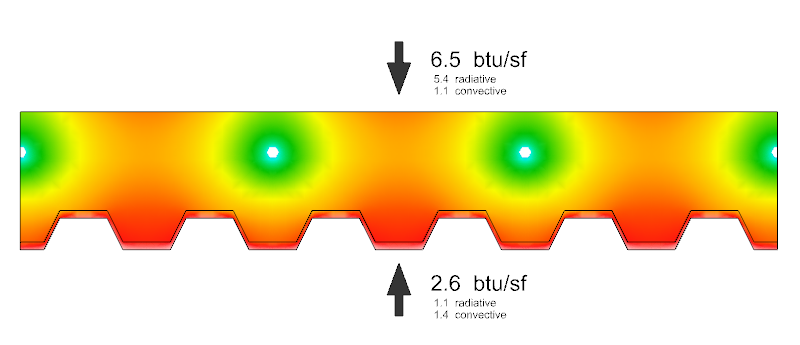 6.5 btu/sf
5.4 radiative
1.1 convective
2.6 btu/sf
1.1 radiative
1.4 convective